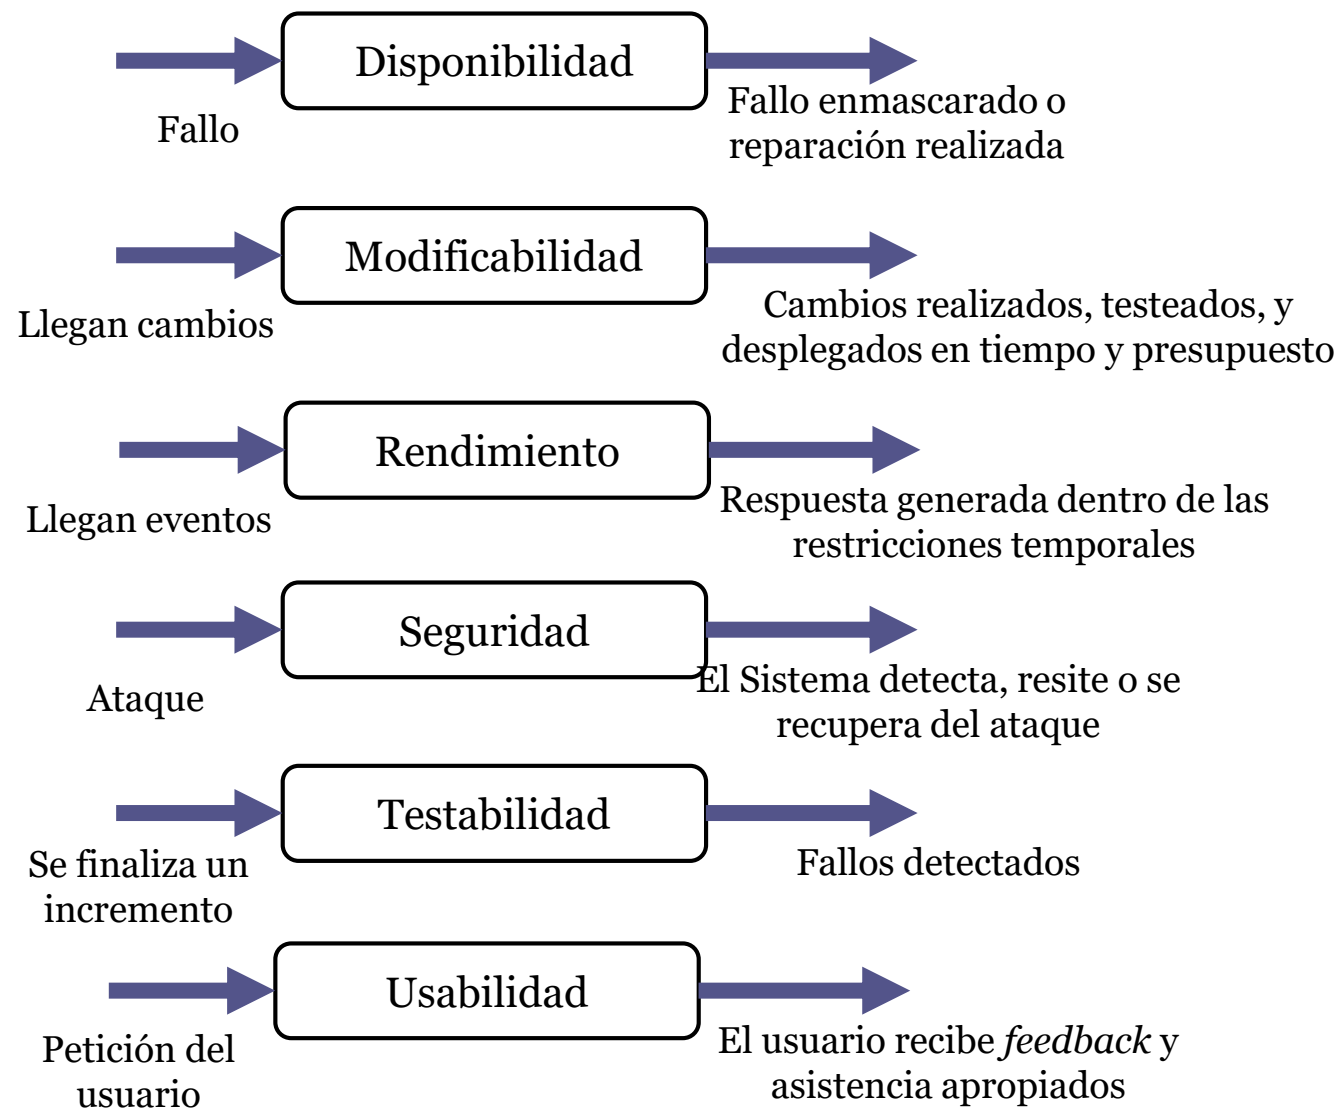 Disponibilidad
Fallo
Fallo enmascarado o
reparación realizada
Modificabilidad
Llegan cambios
Cambios realizados, testeados, y
desplegados en tiempo y presupuesto
Rendimiento
Llegan eventos
Respuesta generada dentro de las
restricciones temporales
Seguridad
Ataque
El Sistema detecta, resite o se
recupera del ataque
Testabilidad
Se finaliza un
incremento
Fallos detectados
Usabilidad
Petición del
usuario
El usuario recibe feedback y
asistencia apropiados